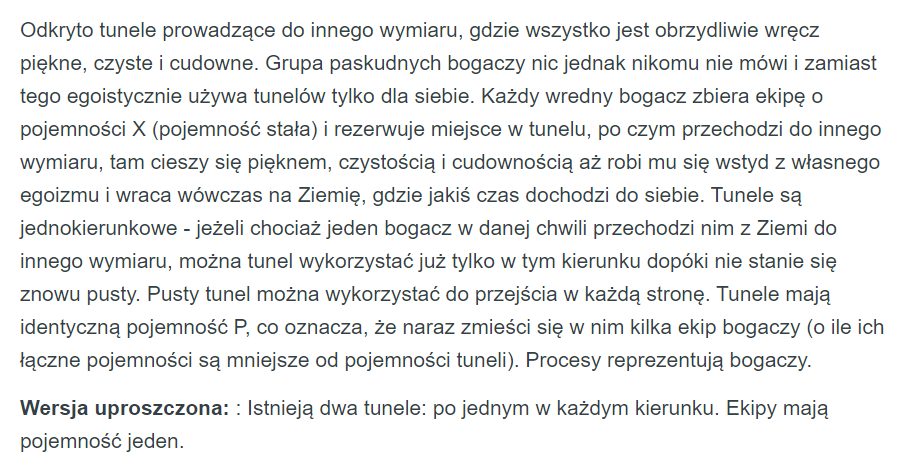 Odkryto tunele prowadzące do innego wymiaru, gdzie wszystko jest obrzydliwie wręcz
piękne, czyste i cudowne. Grupa paskudnych bogaczy nic jednak nikomu nie mówi i zamiast
tego egoistycznie używa tunelów tylko dla siebie. Każdy wredny bogacz zbiera ekipę o
pojemności X (pojemność stała) i rezerwuje miejsce w tunelu, po czym przechodzi do innego
wymiaru, tam cieszy się pięknem, czystością i cudownością aż robi mu się wstyd z własnego
egoizmu i wraca wówczas na Ziemię, gdzie jakiś czas dochodzi do siebie. Tunele są
jednokierunkowe - jeżeli chociaż jeden bogacz w danej chwili przechodzi nim z Ziemi do
innego wymiaru, można tunel wykorzystać już tylko w tym kierunku dopóki nie stanie się
znowu pusty. Pusty tunel można wykorzystać do przejścia w każdą stronę. Tunele mają
identyczną pojemność P, co oznacza, że naraz zmieści się w nim kilka ekip bogaczy (o ile ich
łączne pojemności są mniejsze od pojemności tuneli). Procesy reprezentują bogaczy.
Wersja uproszczona: : Istnieją dwa tunele: po jednym w każdym kierunku. Ekipy mają
pojemność jeden.